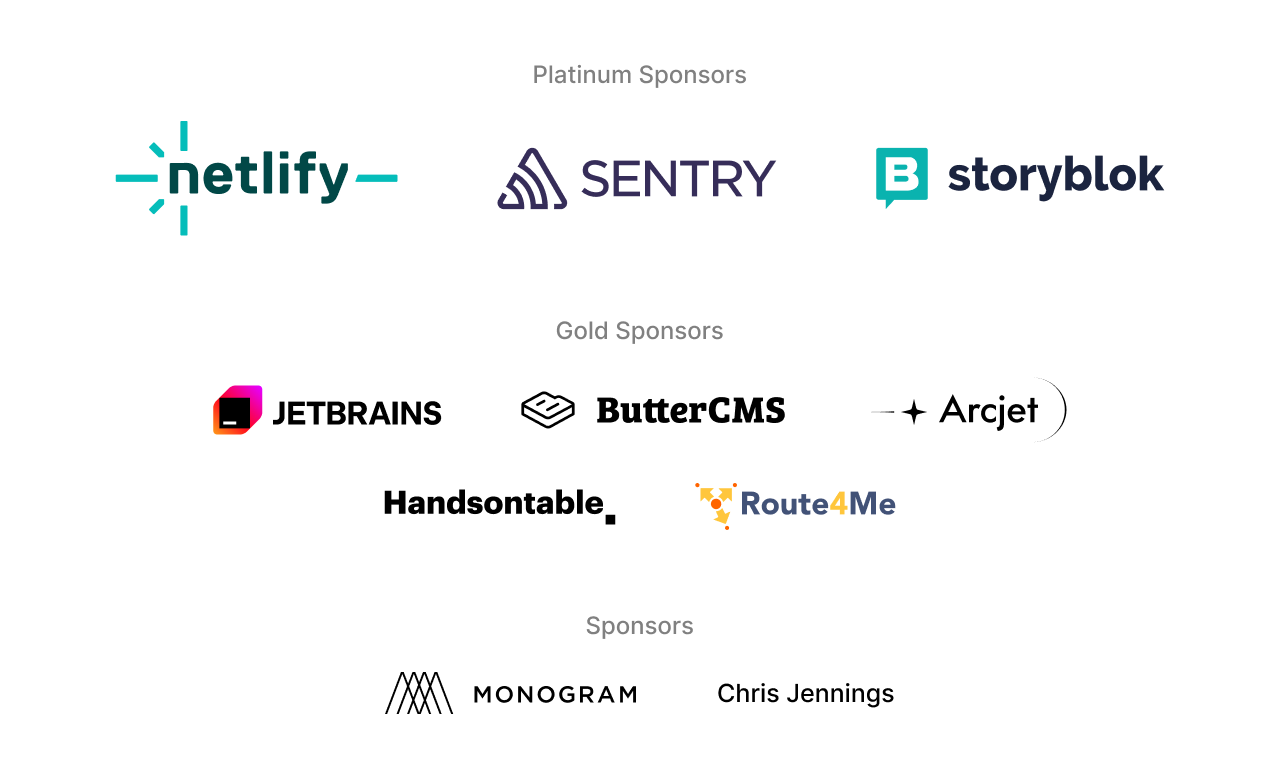 Platinum Sponsors
netlify
SENTRY
storyblok
Gold Sponsors
JETBRAINS
ButterCMS
Arcjet
Handsontable
Route4Me
Sponsors
MONOGRAM
Chris Jennings